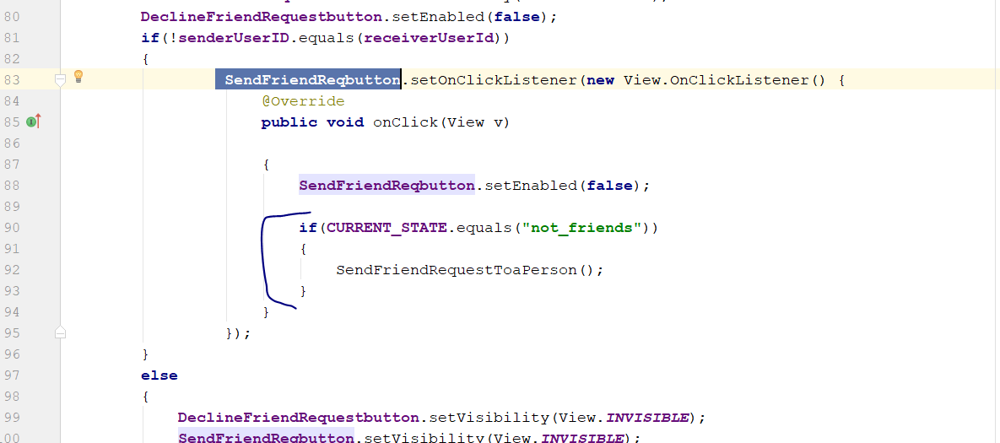 80 DeclineFriendRequestbutton.setEnabled(false);
81 if(!senderUserID.equals(receiverUserId))
82 {
83 SendFriendReqbutton.setOnClickListener(new View.OnClickListener() {
84 @Override
85 public void onClick(View v)
86
87 {
88 SendFriendReqbutton.setEnabled(false);
89
90 if(CURRENT_STATE.equals("not_friends"))
91 {
92 SendFriendRequestToaPerson();
93 }
94 }
95 });
96 }
97 else
98 {
99 DeclineFriendRequestbutton.setVisibility(View.INVISIBLE);
100 SendFriendReqbutton.setVisibility(View.INVISIBLE);